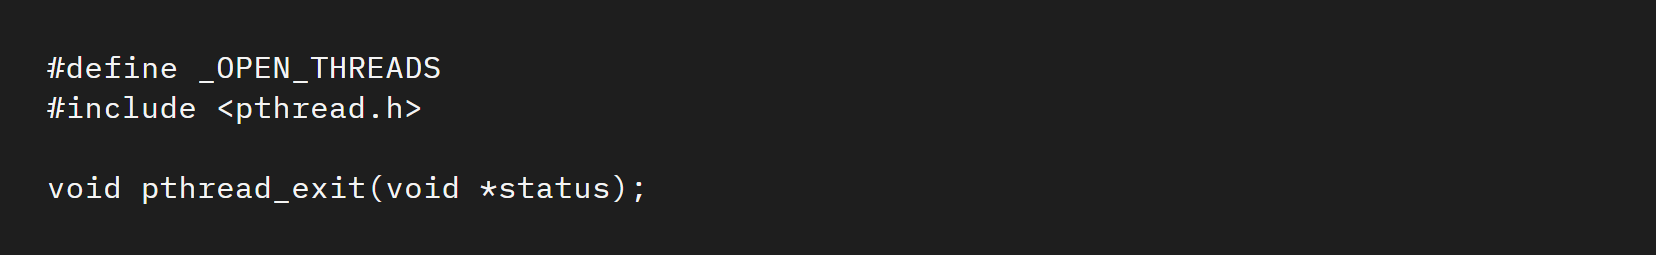 #define _OPEN_THREADS
#include <pthread.h>
void pthread_exit(void *status);